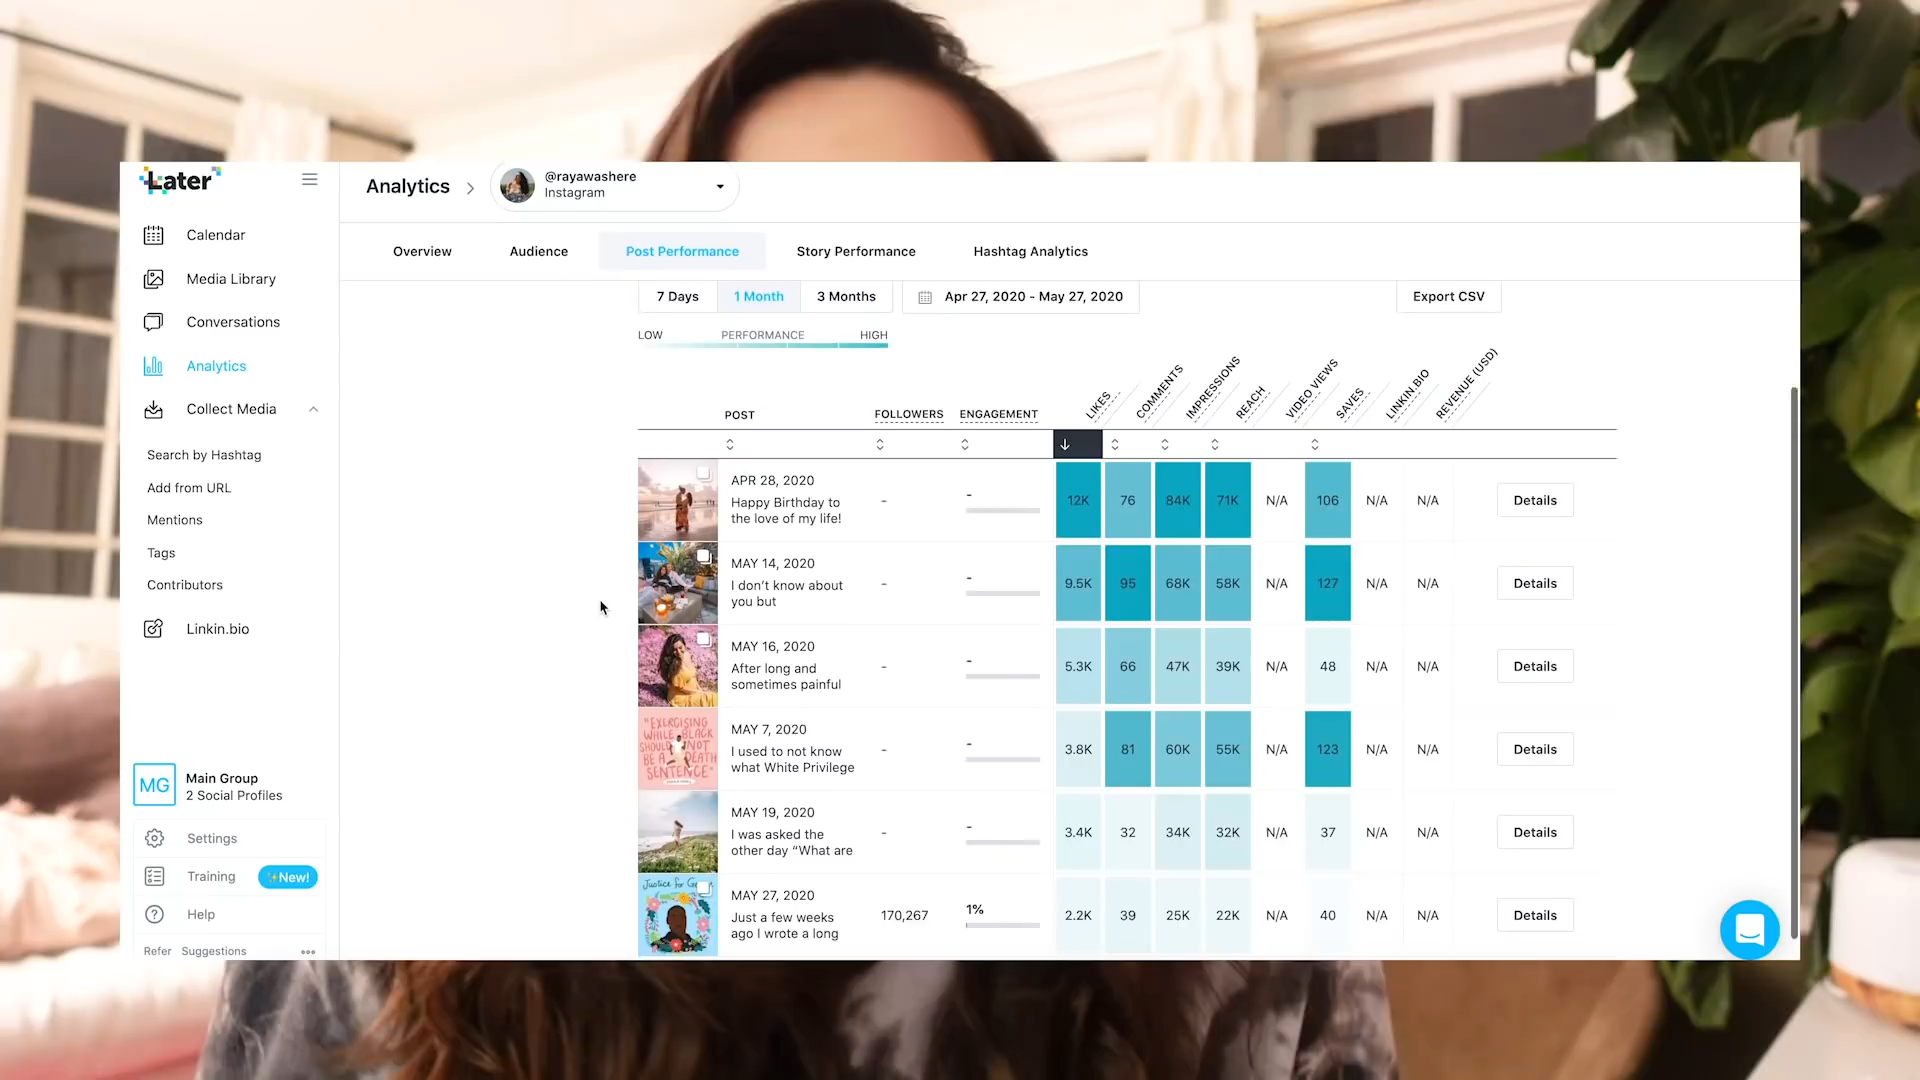 Later
Analytics
@rayawashere
Instagram
Calendar
Media Library
Conversations
Analytics
Collect Media
Search by Hashtag
Add from URL
Mentions
Tags
Contributors
Linkin.bio
MG
Main Group
2 Social Profiles
Settings
Training
✨New!
Help
Refer Suggestions
Overview Audience Post Performance Story Performance Hashtag Analytics
7 Days 1 Month 3 Months Apr 27, 2020 - May 27, 2020 Export CSV
LOW PERFORMANCE HIGH
POST FOLLOWERS ENGAGEMENT LIKES COMMENTS IMPRESSIONS REACH VIDEO VIEWS SAVES LINKIN.BIO REVENUE (USD)
APR 28, 2020
Happy Birthday to
the love of my life!
- - 12K 76 84K 71K N/A 106 N/A N/A Details
MAY 14, 2020
I don't know about
you but
- - 9.5K 95 68K 58K N/A 127 N/A N/A Details
MAY 16, 2020
After long and
sometimes painful
- - 5.3K 66 47K 39K N/A 48 N/A N/A Details
"EXERCISING
WHILE BLACK
SHOULD NOT
BE A DEATH
SENTENCE"
MAY 7, 2020
I used to not know
what White Privilege
- - 3.8K 81 60K 55K N/A 123 N/A N/A Details
MAY 19, 2020
I was asked the
other day “What are
- - 3.4K 32 34K 32K N/A 37 N/A N/A Details
Justice for
MAY 27, 2020
Just a few weeks
ago I wrote a long
170,267 1% 2.2K 39 25K 22K N/A 40 N/A N/A Details